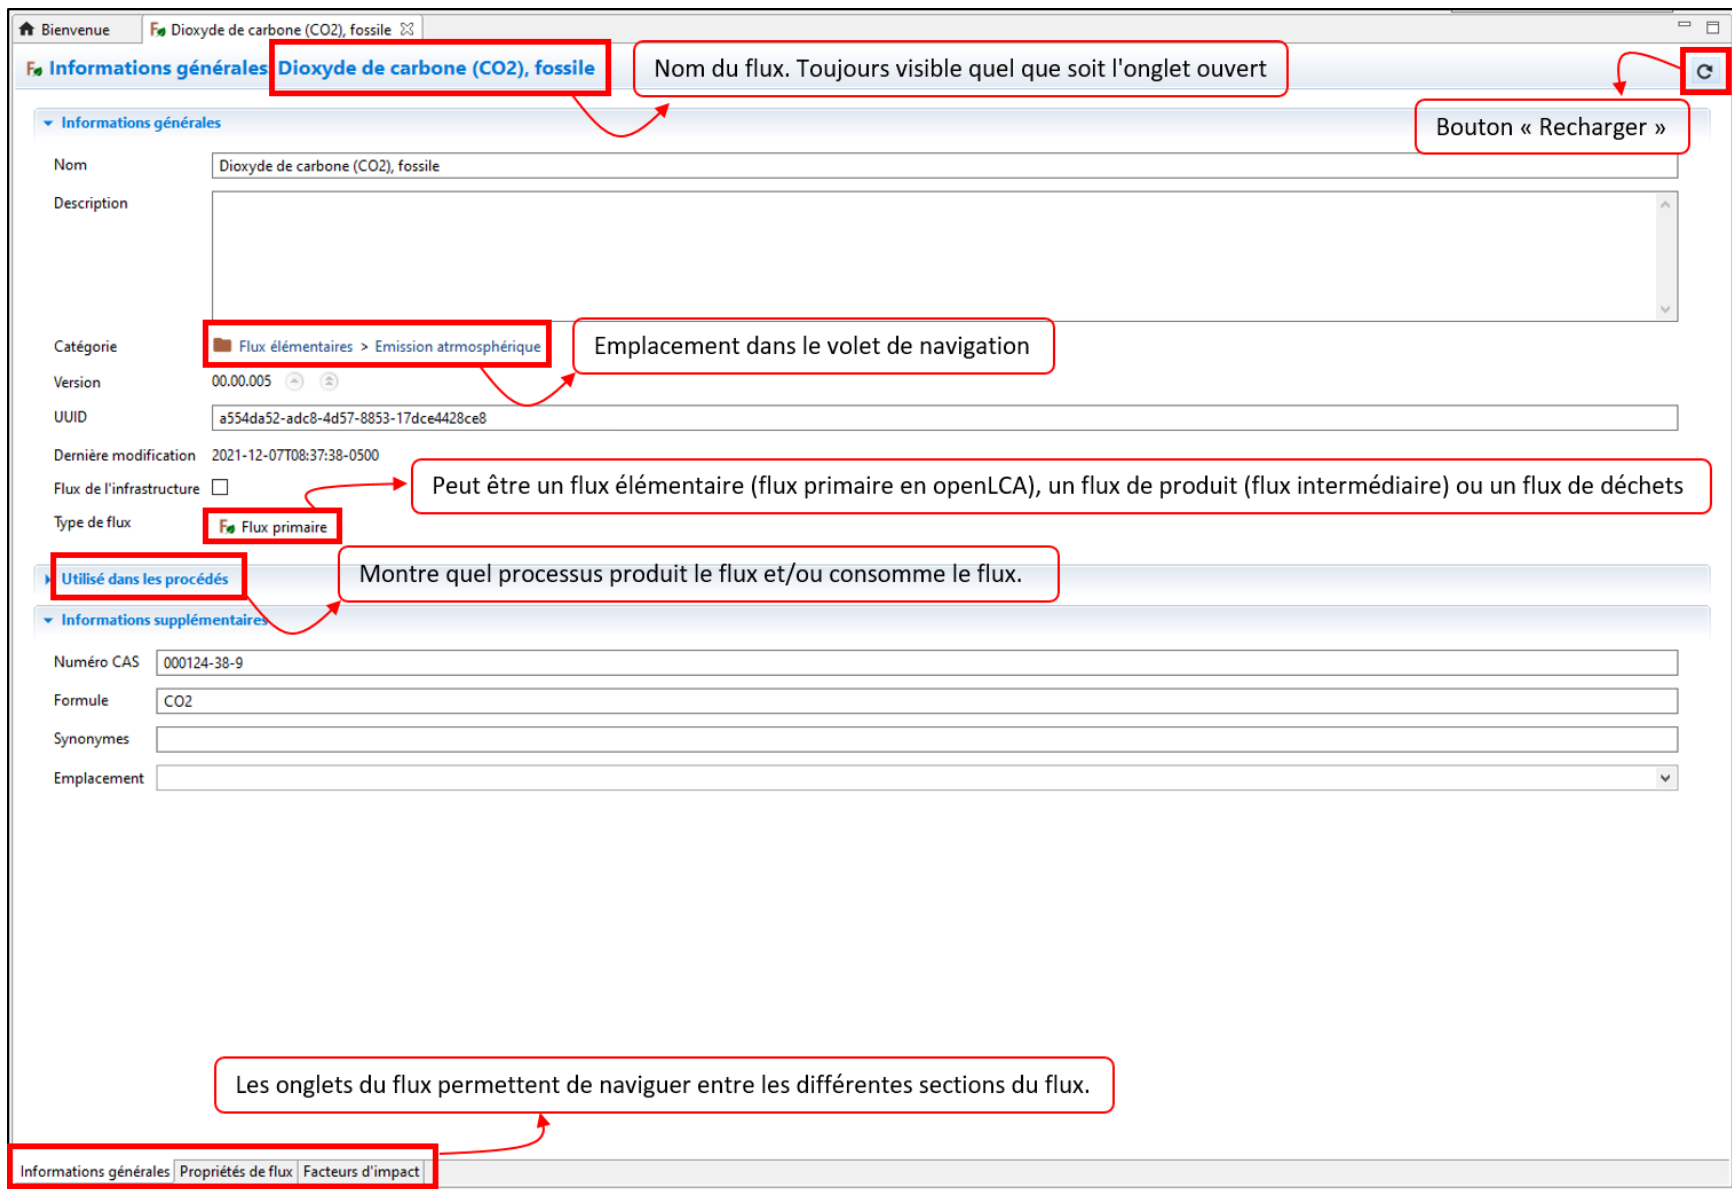 Bienvenue
Dioxyde de carbone (CO2), fossile
Informations générales Dioxyde de carbone (CO2), fossile
Nom du flux. Toujours visible quel que soit l'onglet ouvert
Bouton « Recharger »
Informations générales
Nom Dioxyde de carbone (CO2), fossile
Description
Catégorie Flux élémentaires > Emission atrmosphérique
Emplacement dans le volet de navigation
Version 00.00.005
UUID a554da52-adc8-4d57-8853-17dce4428ce8
Dernière modification 2021-12-07T08:37:38-0500
Flux de l'infrastructure
Peut être un flux élémentaire (flux primaire en openLCA), un flux de produit (flux intermédiaire) ou un flux de déchets
Type de flux Flux primaire
Utilisé dans les procédés
Montre quel processus produit le flux et/ou consomme le flux.
Informations supplémentaires
Numéro CAS 000124-38-9
Formule CO2
Synonymes
Emplacement
Les onglets du flux permettent de naviguer entre les différentes sections du flux.
Informations générales Propriétés de flux Facteurs d'impact